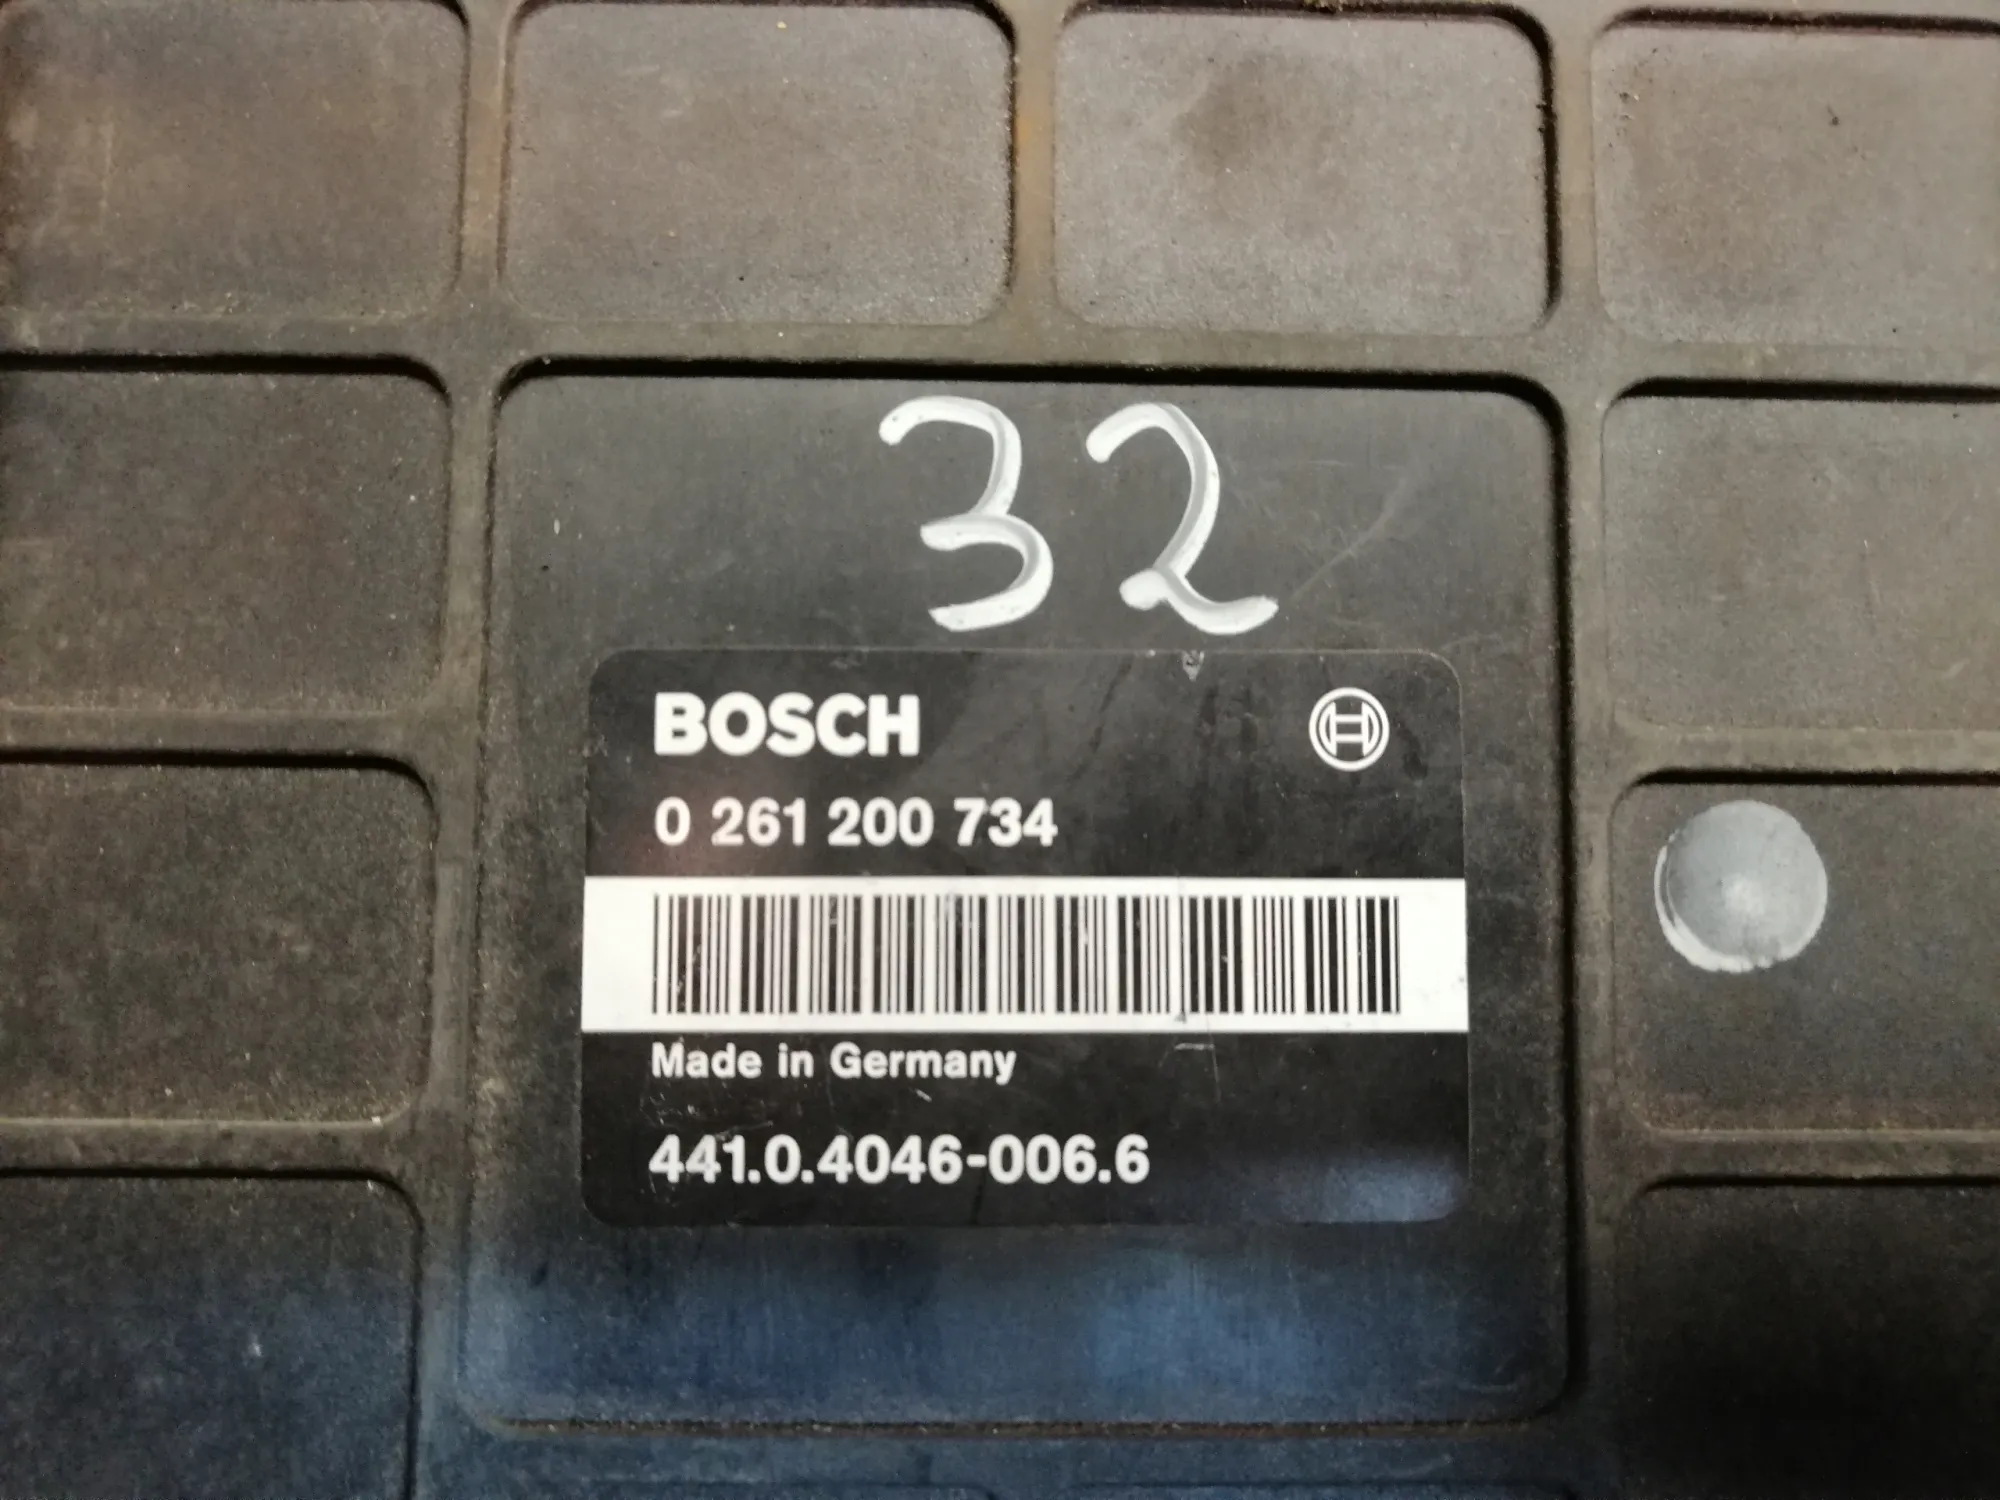 32
BOSCH
0 261 200 734
Made in Germany
441.0.4046-006.6